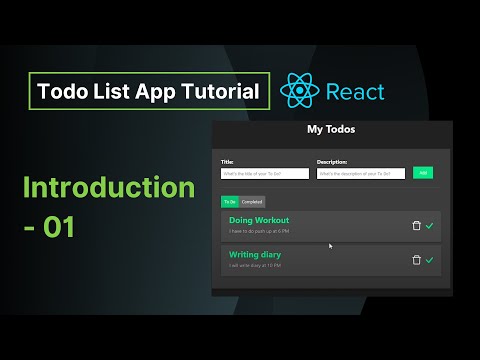 Todo List App Tutorial
React
Introduction
- 01
My Todos
Title:
Description:
What's the title of your To Do?
What's the description of your To Do?
Add
To Do
Completed
Doing Workout
I have to do push up at 6 PM
Writing diary
I will write diary at 10 PM